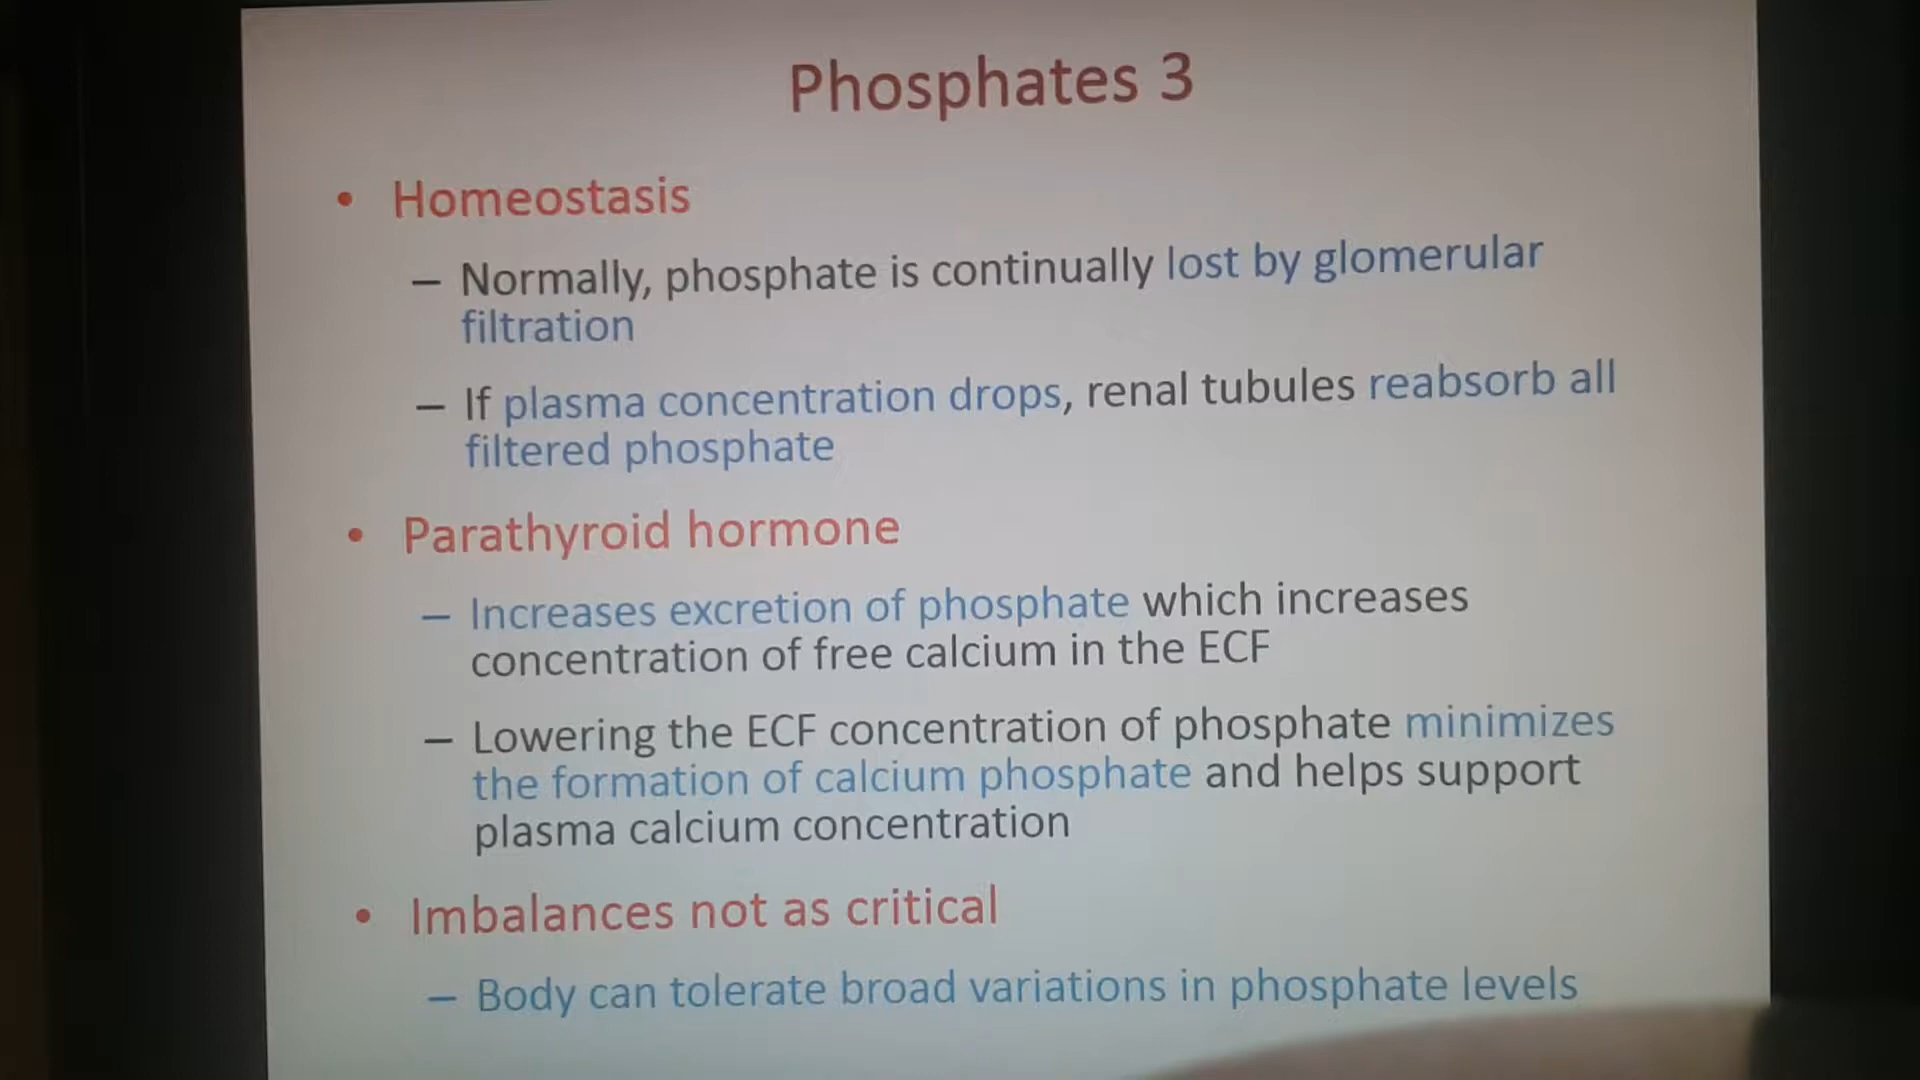 Phosphates 3
• Homeostasis
– Normally, phosphate is continually lost by glomerular
filtration
– If plasma concentration drops, renal tubules reabsorb all
filtered phosphate
• Parathyroid hormone
– Increases excretion of phosphate which increases
concentration of free calcium in the ECF
– Lowering the ECF concentration of phosphate minimizes
the formation of calcium phosphate and helps support
plasma calcium concentration
• Imbalances not as critical
– Body can tolerate broad variations in phosphate levels